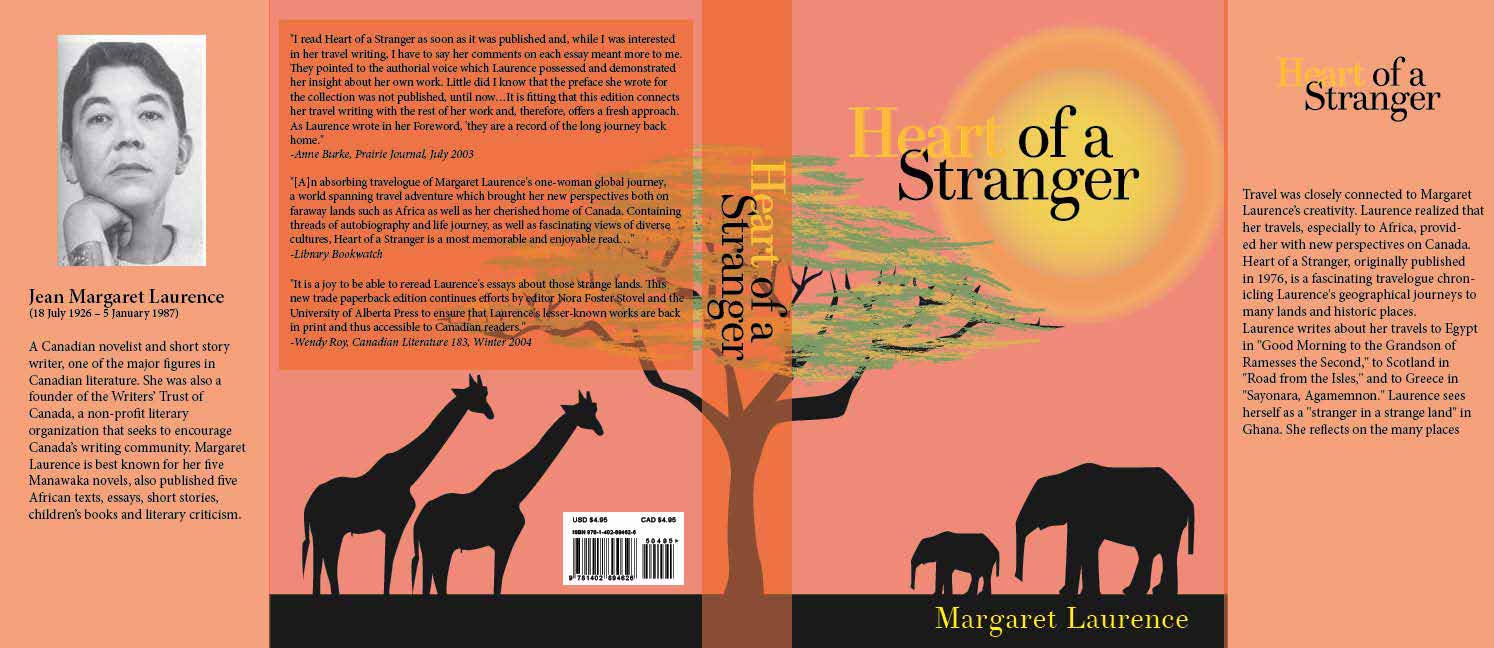 Jean Margaret Laurence
(18 July 1926 – 5 January 1987)
A Canadian novelist and short story
writer, one of the major figures in
Canadian literature. She was also a
founder of the Writers' Trust of
Canada, a non-profit literary
organization that seeks to encourage
Canada's writing community. Margaret
Laurence is best known for her five
Manawaka novels, also published five
African texts, essays, short stories,
children's books and literary criticism.
"I read Heart of a Stranger as soon as it was published and, while I was interested
in her travel writing, I have to say her comments on each essay meant more to me.
They pointed to the authorial voice which Laurence possessed and demonstrated
her insight about her own work. Little did I know that the preface she wrote for
the collection was not published, until now…It is fitting that this edition connects
her travel writing with the rest of her work and, therefore, offers a fresh approach.
As Laurence wrote in her Foreword, 'they are a record of the long journey back
home."
-Anne Burke, Prairie Journal, July 2003
"[A]n absorbing travelogue of Margaret Laurence's one-woman global journey,
a world spanning travel adventure which brought her new perspectives both on
faraway lands such as Africa as well as her cherished home of Canada. Containing
threads of autobiography and life journey, as well as fascinating views of diverse
cultures, Heart of a Stranger is a most memorable and enjoyable read…"
-Library Bookwatch
"It is a joy to be able to reread Laurence's essays about those strange lands. This
new trade paperback edition continues efforts by editor Nora Foster Stovel and the
University of Alberta Press to ensure that Laurence's lesser-known works are back
in print and thus accessible to Canadian readers."
-Wendy Roy, Canadian Literature 183, Winter 2004
USD $4.95 CAD $4.95
ISBN 978-1-402-89462-6
50495>
9 781402 894626
Heart of a
Stranger
Heart of a
Stranger
Margaret Laurence
Heart of a
Stranger
Travel was closely connected to Margaret
Laurence's creativity. Laurence realized that
her travels, especially to Africa, provid-
ed her with new perspectives on Canada.
Heart of a Stranger, originally published
in 1976, is a fascinating travelogue chron-
icling Laurence's geographical journeys to
many lands and historic places.
Laurence writes about her travels to Egypt
in "Good Morning to the Grandson of
Ramesses the Second," to Scotland in
"Road from the Isles," and to Greece in
"Sayonara, Agamemnon." Laurence sees
herself as a "stranger in a strange land" in
Ghana. She reflects on the many places